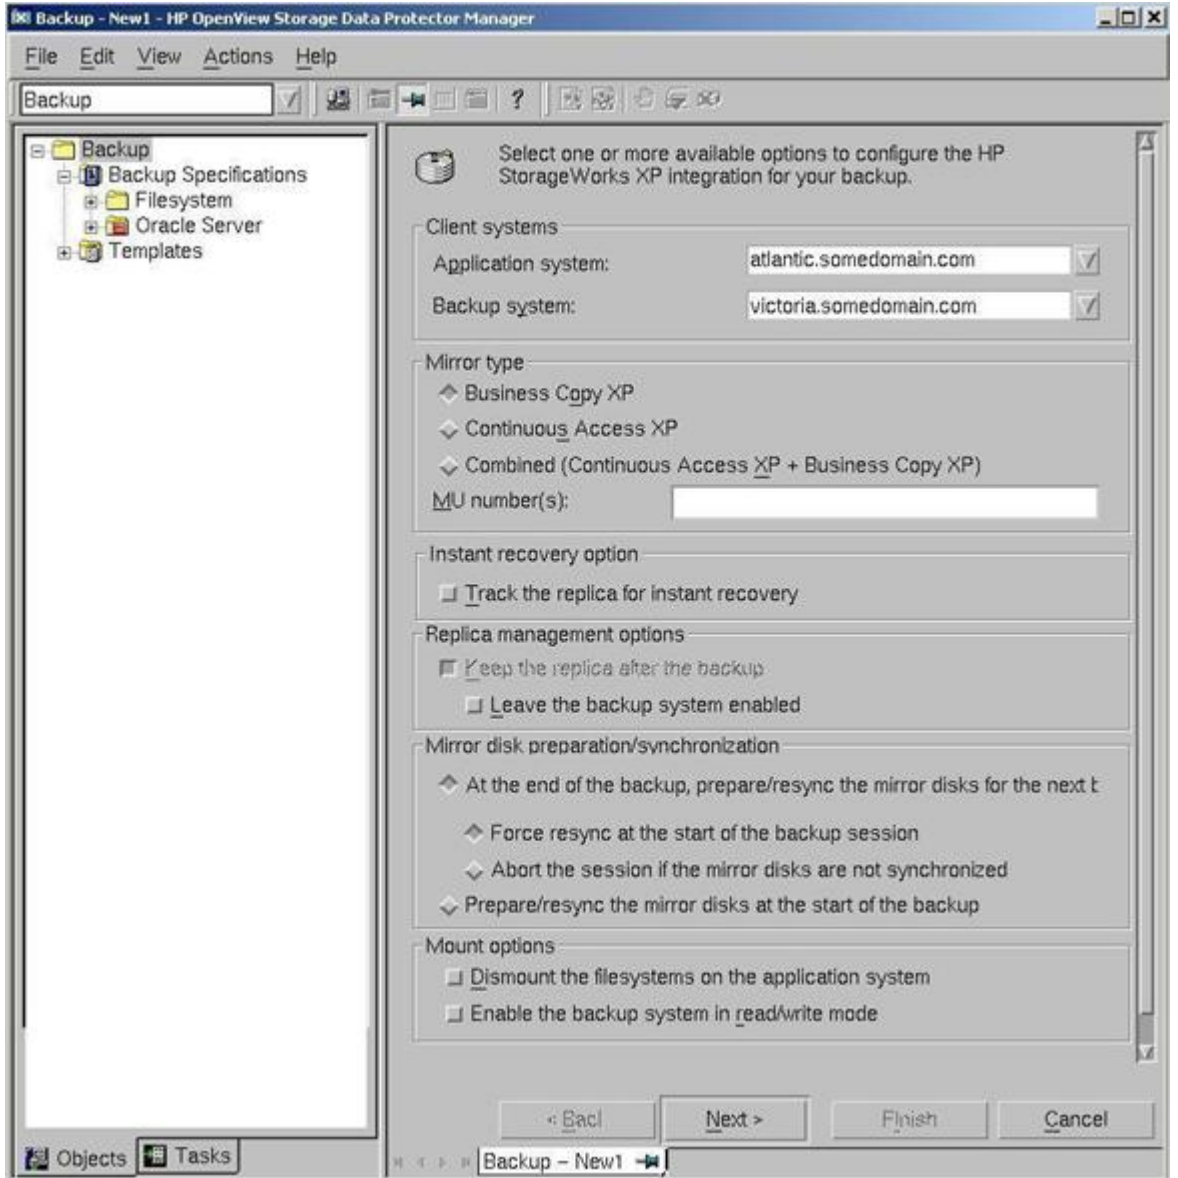 Backup - New1 - HP OpenView Storage Data Protector Manager
File Edit View Actions Help
Backup
?
Backup
Backup Specifications
Filesystem
Oracle Server
Templates
Select one or more available options to configure the HP
StorageWorks XP integration for your backup.
Client systems
Application system: atlantic.somedomain.com
Backup system: victoria.somedomain.com
Mirror type
Business Copy XP
Continuous Access XP
Combined (Continuous Access XP + Business Copy XP)
MU number(s):
Instant recovery option
Track the replica for instant recovery
Replica management options
Keep the replica after the backup
Leave the backup system enabled
Mirror disk preparation/synchronization
At the end of the backup, prepare/resync the mirror disks for the next b
Force resync at the start of the backup session
Abort the session if the mirror disks are not synchronized
Prepare/resync the mirror disks at the start of the backup
Mount options
Dismount the filesystems on the application system
Enable the backup system in read/write mode
< Bacl Next > Finish Cancel
Objects Tasks
Backup - New1